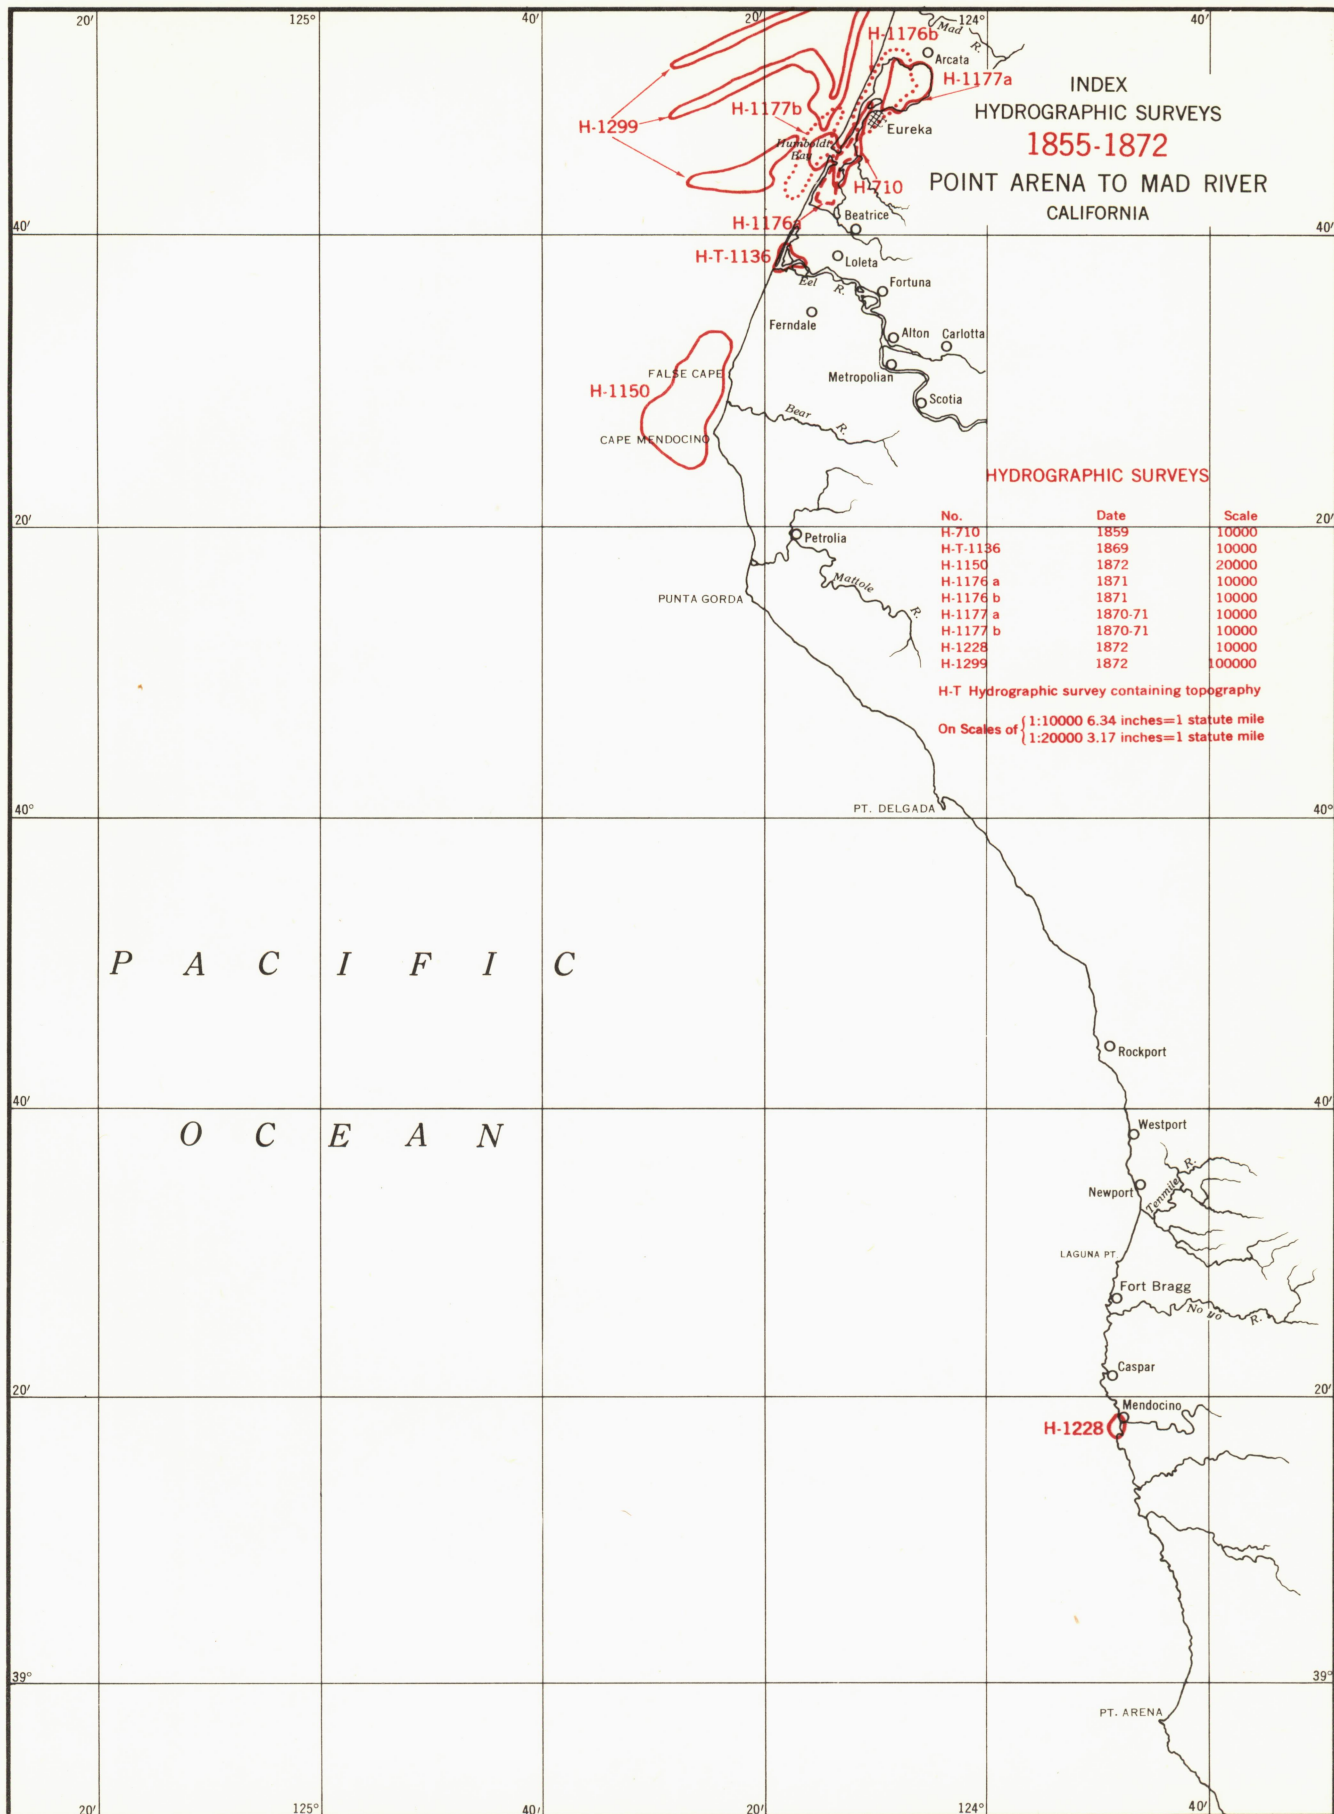 20′ 125° 40′ 20′ 124° 40′
Mad R.
H-1176b
Arcata
H-1177a
INDEX
HYDROGRAPHIC SURVEYS
1855-1872
POINT ARENA TO MAD RIVER
CALIFORNIA
H-1177b
H-1299
Eureka
Humboldt
Bay
H-710
Beatrice
H-1176a
40′ 40′
H-T-1136
Loleta
Eel R.
Fortuna
Ferndale
Alton Carlotta
FALSE CAPE
Metropolian
H-1150
Scotia
Bear R.
CAPE MENDOCINO
HYDROGRAPHIC SURVEYS
No. Date Scale
H-710 1859 10000
H-T-1136 1869 10000
H-1150 1872 20000
H-1176 a 1871 10000
H-1176 b 1871 10000
H-1177 a 1870-71 10000
H-1177 b 1870-71 10000
H-1228 1872 10000
H-1299 1872 100000
H-T Hydrographic survey containing topography
On Scales of { 1:10000 6.34 inches=1 statute mile
{ 1:20000 3.17 inches=1 statute mile
20′ 20′
Petrolia
Mattole R.
PUNTA GORDA
PT. DELGADA
40° 40°
PACIFIC
Rockport
40′ 40′
OCEAN
Westport
Newport
Tenmile R.
LAGUNA PT.
Fort Bragg
No yo R.
Caspar
20′ 20′
Mendocino
H-1228
39° 39°
PT. ARENA
20′ 125° 40′ 20′ 124° 40′